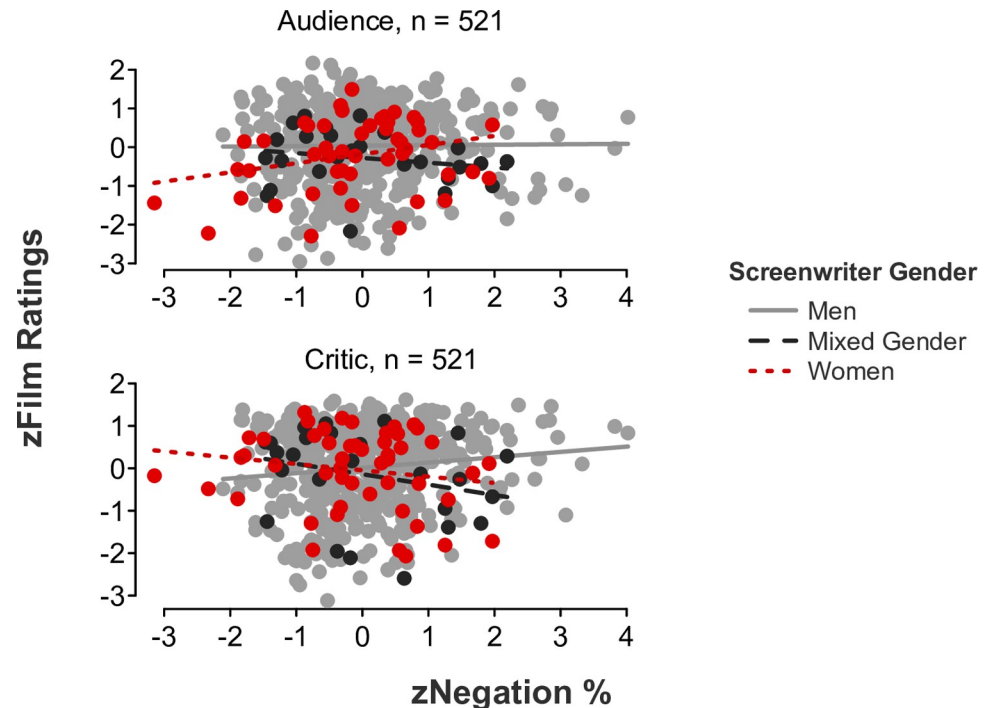 Audience, n = 521
2
1
0
-1
-2
-3
-3 -2 -1 0 1 2 3 4
Critic, n = 521
2
1
0
-1
-2
-3
-3 -2 -1 0 1 2 3 4
zFilm Ratings
zNegation %
Screenwriter Gender
Men
Mixed Gender
Women